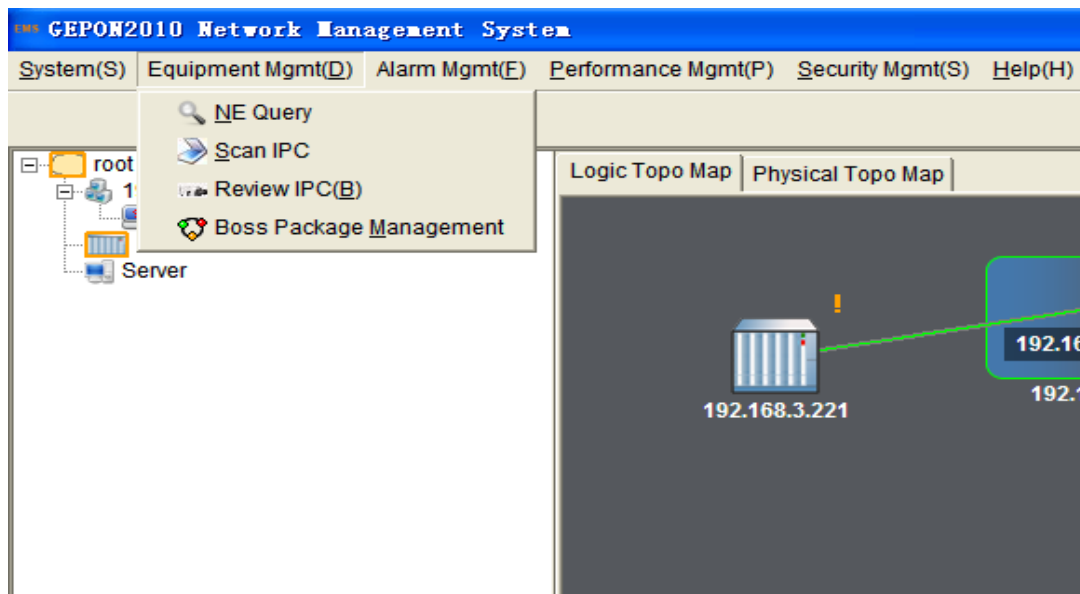 EMS GEPON2010 Network Management System
System(S) Equipment Mgmt(D) Alarm Mgmt(F) Performance Mgmt(P) Security Mgmt(S) Help(H)
NE Query
Scan IPC
Review IPC(B)
Boss Package Management
root
Server
Logic Topo Map Physical Topo Map
!
192.168.3.221